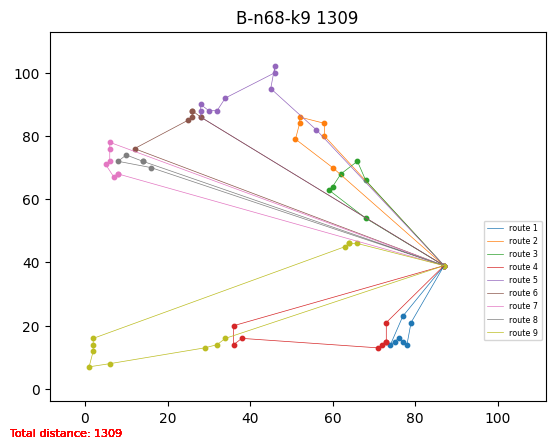 B-n68-k9 1309
100
80
60
40
20
0
0 20 40 60 80 100
route 1
route 2
route 3
route 4
route 5
route 6
route 7
route 8
route 9
Total distance: 1309